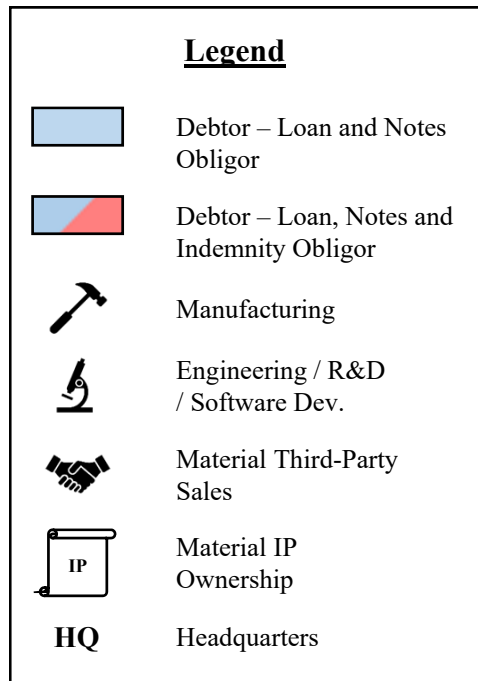 Legend
Debtor – Loan and Notes
Obligor
Debtor – Loan, Notes and
Indemnity Obligor
Manufacturing
Engineering / R&D
/ Software Dev.
Material Third-Party
Sales
IP
Material IP
Ownership
HQ Headquarters